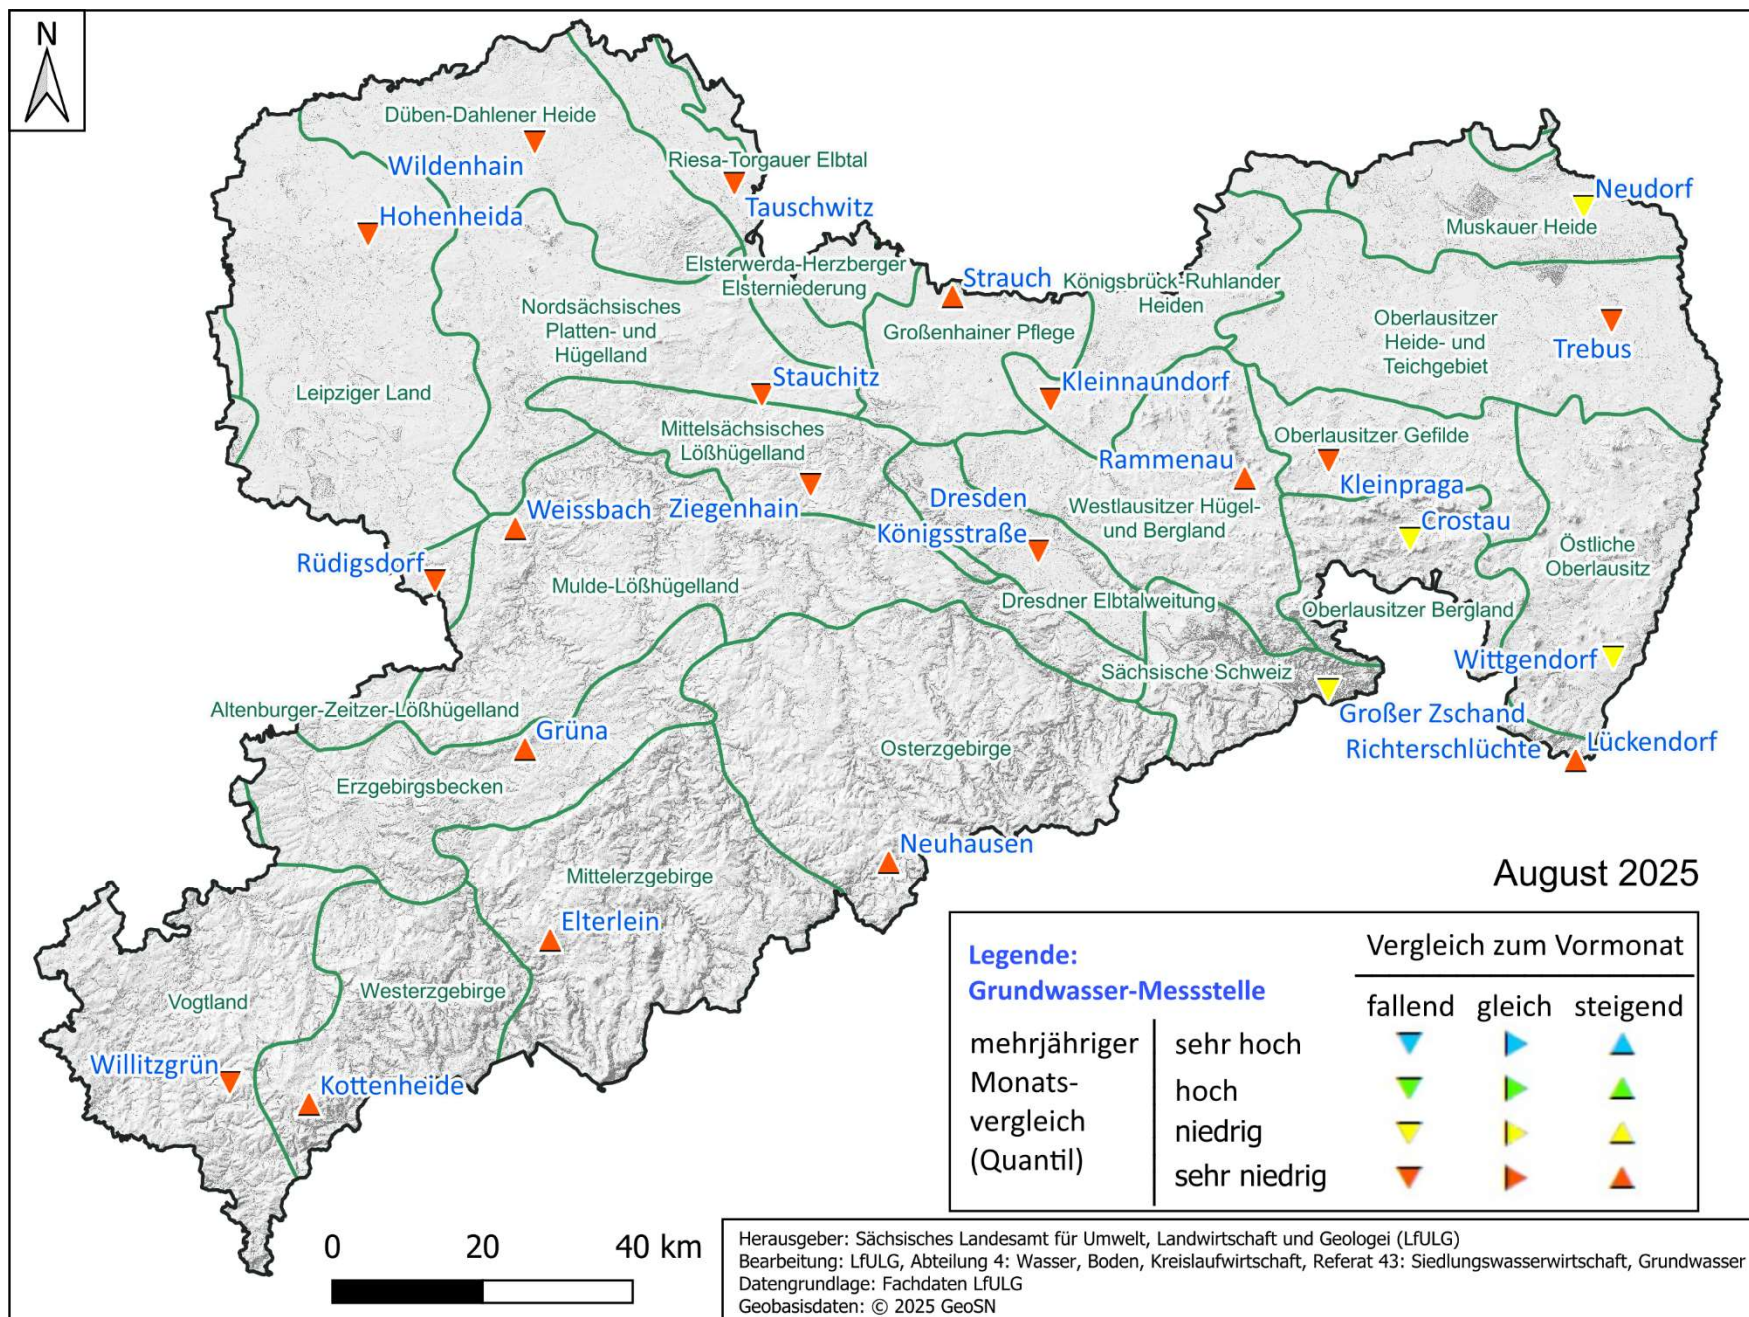 N
Düben-Dahlener Heide
Wildenhain
Riesa-Torgauer Elbtal
Tauschwitz
Hohenheida
Neudorf
Muskauer Heide
Elsterwerda-Herzberger
Elsterniederung
Strauch
Königsbrück-Ruhlander
Heiden
Nordsächsisches
Platten- und
Hügelland
Großenhainer Pflege
Oberlausitzer
Heide- und
Teichgebiet
Trebus
Leipziger Land
Stauchitz
Kleinnaundorf
Mittelsächsisches
Lößhügelland
Oberlausitzer Gefilde
Rammenau
Kleinpraga
Weissbach
Ziegenhain
Dresden
Königsstraße
Westlausitzer Hügel-
und Bergland
Crostau
Östliche
Oberlausitz
Rüdigsdorf
Mulde-Lößhügelland
Dresdner Elbtalweitung
Oberlausitzer Bergland
Sächsische Schweiz
Wittgendorf
Altenburger-Zeitzer-Lößhügelland
Großer Zschand
Richterschlüchte
Lückendorf
Grüna
Osterzgebirge
Erzgebirgsbecken
Neuhausen
Mittelerzgebirge
Elterlein
Vogtland
Westerzgebirge
Willitzgrün
Kottenheide
August 2025
Legende:
Grundwasser-Messstelle
Vergleich zum Vormonat
fallend gleich steigend
mehrjähriger
Monats-
vergleich
(Quantil)
sehr hoch
hoch
niedrig
sehr niedrig
0 20 40 km
Herausgeber: Sächsisches Landesamt für Umwelt, Landwirtschaft und Geologei (LfULG)
Bearbeitung: LfULG, Abteilung 4: Wasser, Boden, Kreislaufwirtschaft, Referat 43: Siedlungswasserwirtschaft, Grundwasser
Datengrundlage: Fachdaten LfULG
Geobasisdaten: © 2025 GeoSN